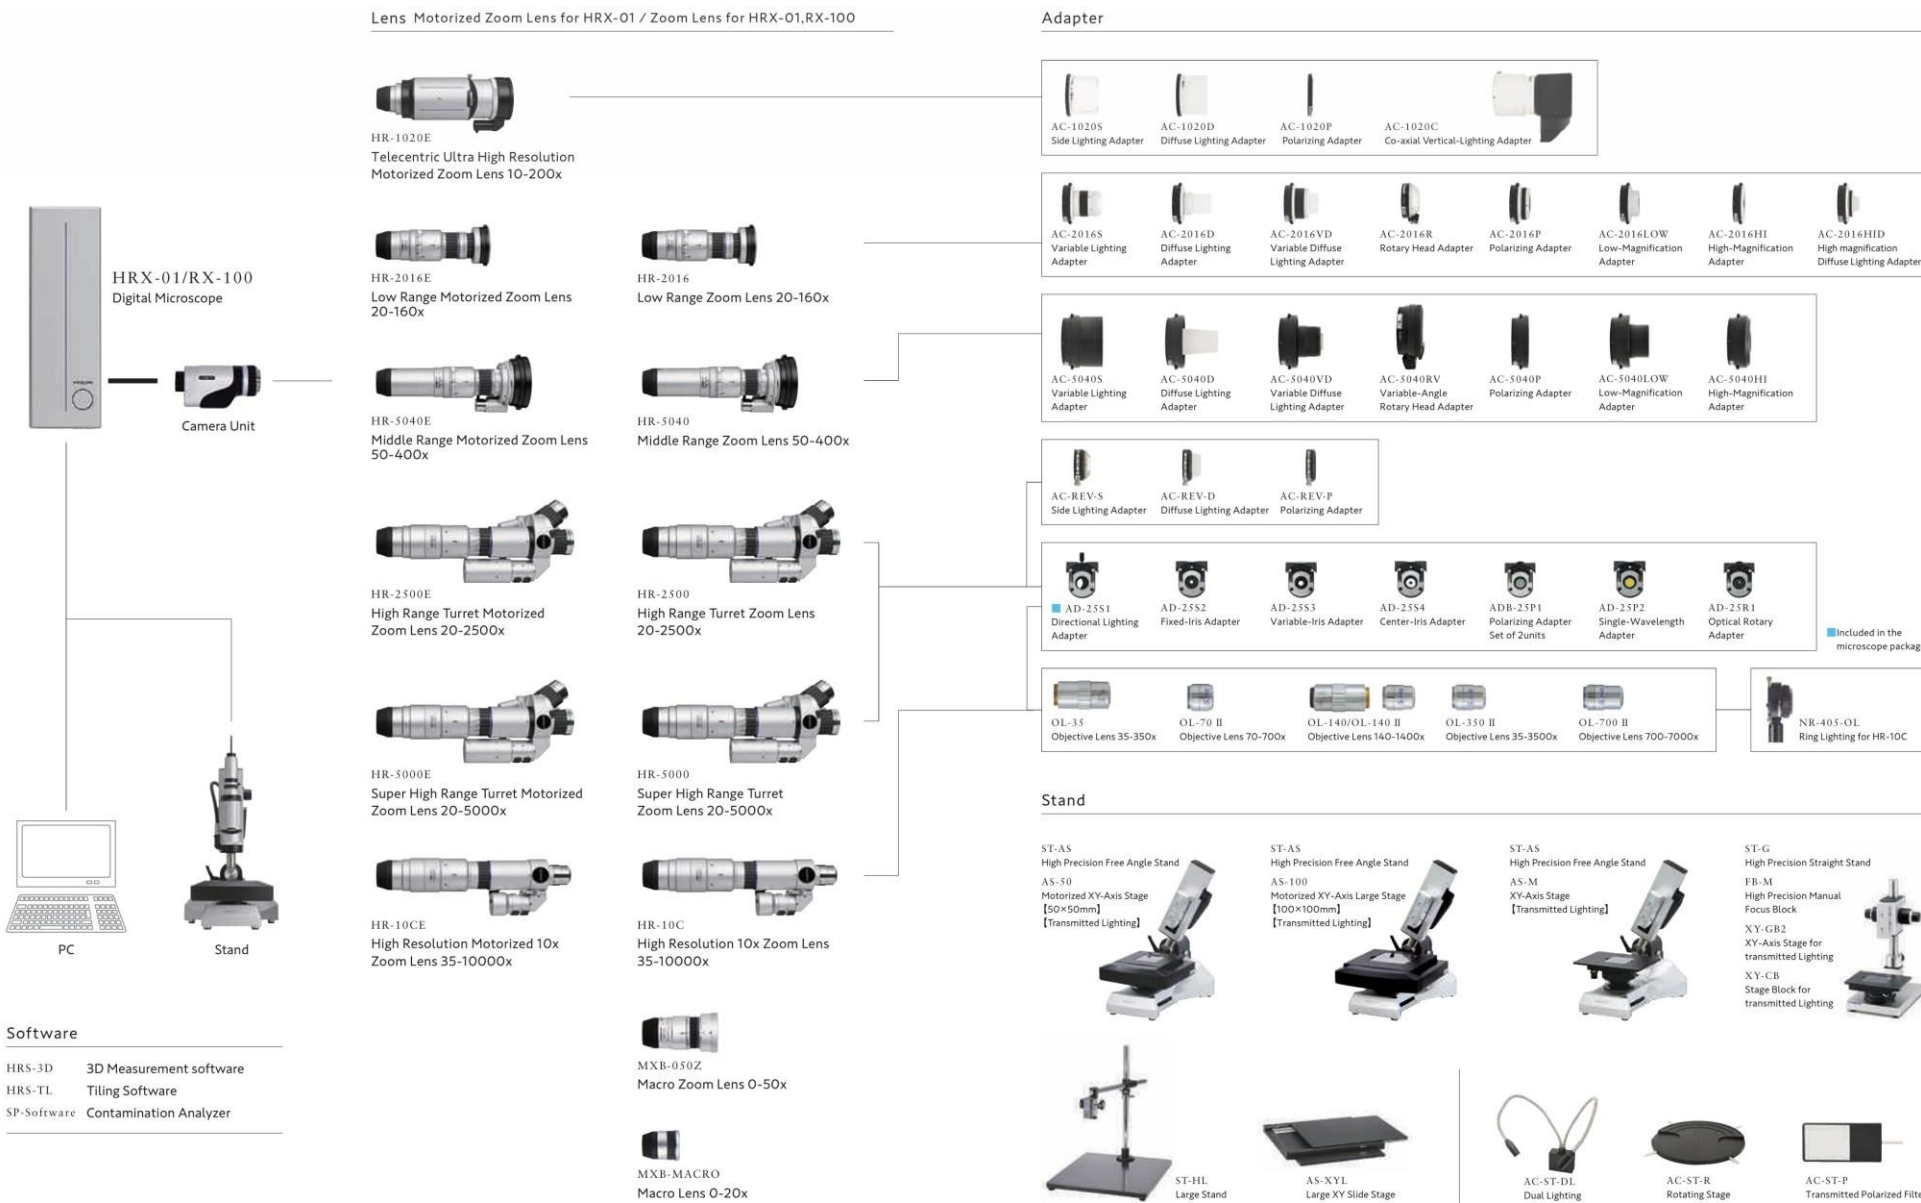 Lens Motorized Zoom Lens for HRX-01 / Zoom Lens for HRX-01,RX-100
HR-1020E
Telecentric Ultra High Resolution
Motorized Zoom Lens 10-200x
HR-2016E
Low Range Motorized Zoom Lens
20-160x
HR-2016
Low Range Zoom Lens 20-160x
HRX-01/RX-100
Digital Microscope
Camera Unit
HR-5040E
Middle Range Motorized Zoom Lens
50-400x
HR-5040
Middle Range Zoom Lens 50-400x
HR-2500E
High Range Turret Motorized
Zoom Lens 20-2500x
HR-2500
High Range Turret Zoom Lens
20-2500x
HR-5000E
Super High Range Turret Motorized
Zoom Lens 20-5000x
HR-5000
Super High Range Turret
Zoom Lens 20-5000x
HR-10CE
High Resolution Motorized 10x
Zoom Lens 35-10000x
HR-10C
High Resolution 10x Zoom Lens
35-10000x
MXB-050Z
Macro Zoom Lens 0-50x
MXB-MACRO
Macro Lens 0-20x
PC
Stand
Software
HRS-3D 3D Measurement software
HRS-TL Tiling Software
SP-Software Contamination Analyzer
Adapter
AC-1020S
Side Lighting Adapter
AC-1020D
Diffuse Lighting Adapter
AC-1020P
Polarizing Adapter
AC-1020C
Co-axial Vertical-Lighting Adapter
AC-2016S
Variable Lighting
Adapter
AC-2016D
Diffuse Lighting
Adapter
AC-2016VD
Variable Diffuse
Lighting Adapter
AC-2016R
Rotary Head Adapter
AC-2016P
Polarizing Adapter
AC-2016LOW
Low-Magnification
Adapter
AC-2016HI
High-Magnification
Adapter
AC-2016HID
High magnification
Diffuse Lighting Adapter
AC-5040S
Variable Lighting
Adapter
AC-5040D
Diffuse Lighting
Adapter
AC-5040VD
Variable Diffuse
Lighting Adapter
AC-5040RV
Variable-Angle
Rotary Head Adapter
AC-5040P
Polarizing Adapter
AC-5040LOW
Low-Magnification
Adapter
AC-5040HI
High-Magnification
Adapter
AC-REV-S
Side Lighting Adapter
AC-REV-D
Diffuse Lighting Adapter
AC-REV-P
Polarizing Adapter
AD-25S1
Directional Lighting
Adapter
AD-25S2
Fixed-Iris Adapter
AD-25S3
Variable-Iris Adapter
AD-25S4
Center-Iris Adapter
ADB-25P1
Polarizing Adapter
Set of 2units
AD-25P2
Single-Wavelength
Adapter
AD-25R1
Optical Rotary
Adapter
Included in the
microscope packag
OL-35
Objective Lens 35-350x
OL-70 II
Objective Lens 70-700x
OL-140/OL-140 II
Objective Lens 140-1400x
OL-350 II
Objective Lens 35-3500x
OL-700 II
Objective Lens 700-7000x
NR-405-OL
Ring Lighting for HR-10C
Stand
ST-AS
High Precision Free Angle Stand
AS-50
Motorized XY-Axis Stage
【50×50mm】
【Transmitted Lighting】
ST-AS
High Precision Free Angle Stand
AS-100
Motorized XY-Axis Large Stage
【100×100mm】
【Transmitted Lighting】
ST-AS
High Precision Free Angle Stand
AS-M
XY-Axis Stage
【Transmitted Lighting】
ST-G
High Precision Straight Stand
FB-M
High Precision Manual
Focus Block
XY-GB2
XY-Axis Stage for
transmitted Lighting
XY-CB
Stage Block for
transmitted Lighting
ST-HL
Large Stand
AS-XYL
Large XY Slide Stage
AC-ST-DL
Dual Lighting
AC-ST-R
Rotating Stage
AC-ST-P
Transmitted Polarized Filte